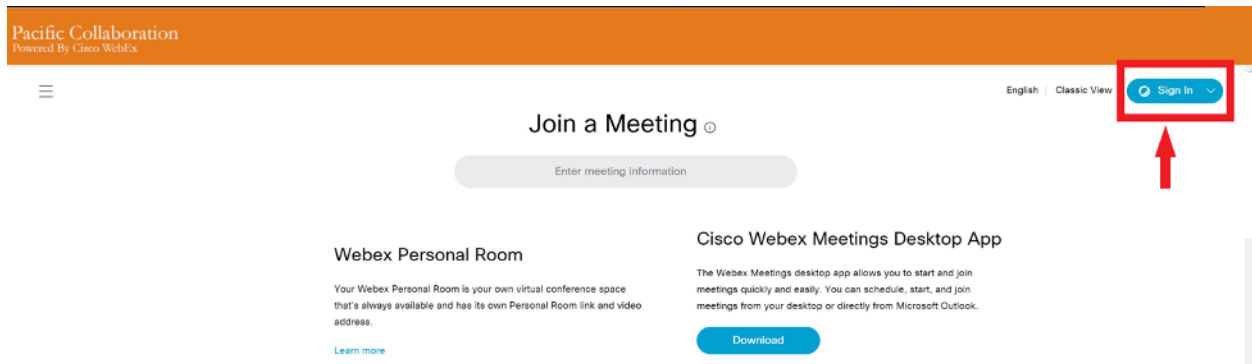 Pacific Collaboration
Powered By Cisco WebEx
English | Classic View
Sign In
Join a Meeting
Enter meeting information
Webex Personal Room
Your Webex Personal Room is your own virtual conference space
that's always available and has its own Personal Room link and video
address.
Learn more
Cisco Webex Meetings Desktop App
The Webex Meetings desktop app allows you to start and join
meetings quickly and easily. You can schedule, start, and join
meetings from your desktop or directly from Microsoft Outlook.
Download